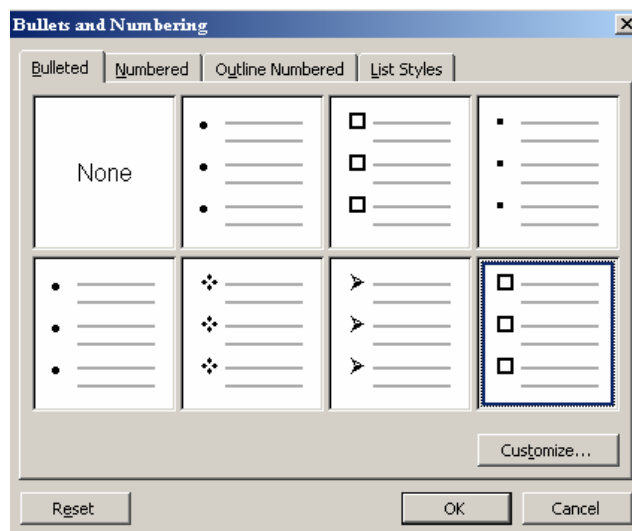 Bullets and Numbering
Bulleted Numbered Outline Numbered List Styles
None
Customize...
Reset OK Cancel